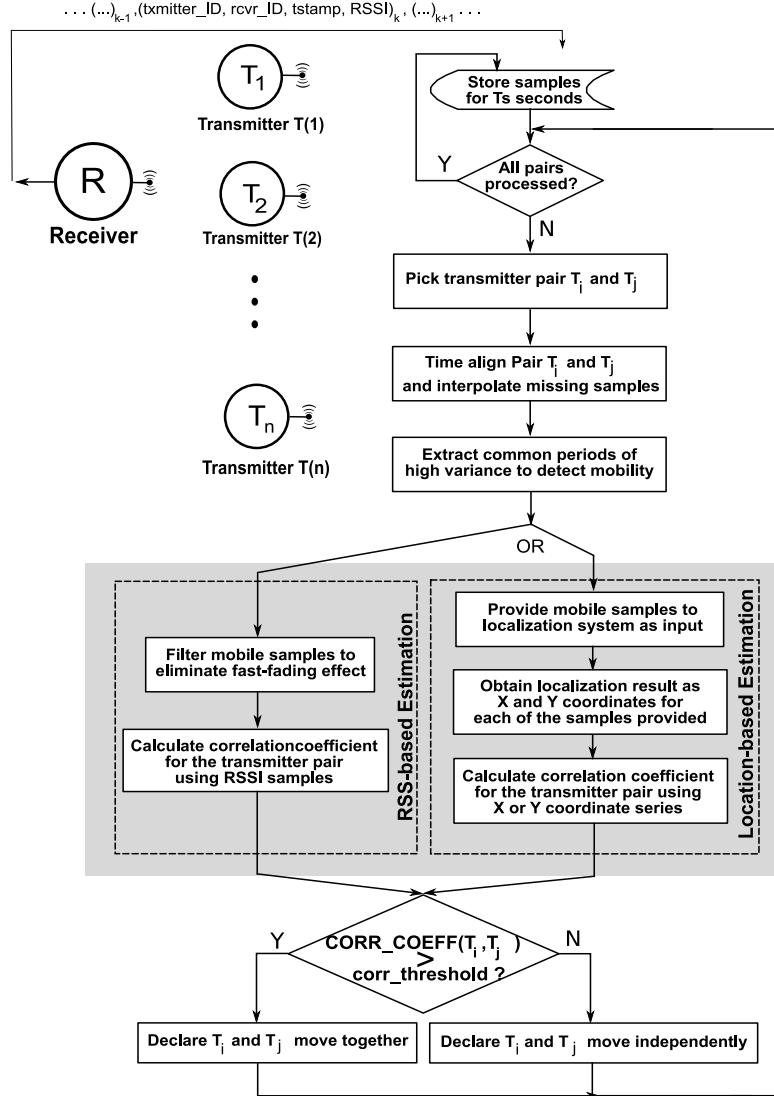 . . . (...)k-1,(txmitter_ID, rcvr_ID, tstamp, RSSI)k , (...)k+1 . . .
T1
Transmitter T(1)
R
Receiver
T2
Transmitter T(2)
Tn
Transmitter T(n)
Store samples
for Ts seconds
Y
All pairs
processed?
N
Pick transmitter pair Ti and Tj
Time align Pair Ti and Tj
and interpolate missing samples
Extract common periods of
high variance to detect mobility
OR
Filter mobile samples to
eliminate fast-fading effect
Calculate correlationcoefficient
for the transmitter pair
using RSSI samples
RSS-based Estimation
Provide mobile samples to
localization system as input
Obtain localization result as
X and Y coordinates for
each of the samples provided
Calculate correlation coefficient
for the transmitter pair using
X or Y coordinate series
Location-based Estimation
Y
CORR_COEFF(Ti,Tj )
>
corr_threshold ?
N
Declare Ti and Tj move together
Declare Ti and Tj move independently